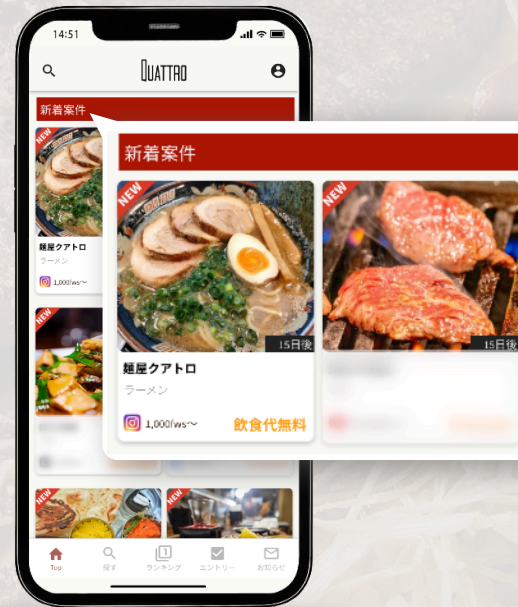 14:51
QUATTRO
新着案件
NEW
麺屋クアトロ
ラーメン
1,000fws〜
NEW
新着案件
NEW
15日後
麺屋クアトロ
ラーメン
1,000fws〜
飲食代無料
NEW
15日後
NEW
NEW
Top
探す
ランキング
エントリー
お知らせ